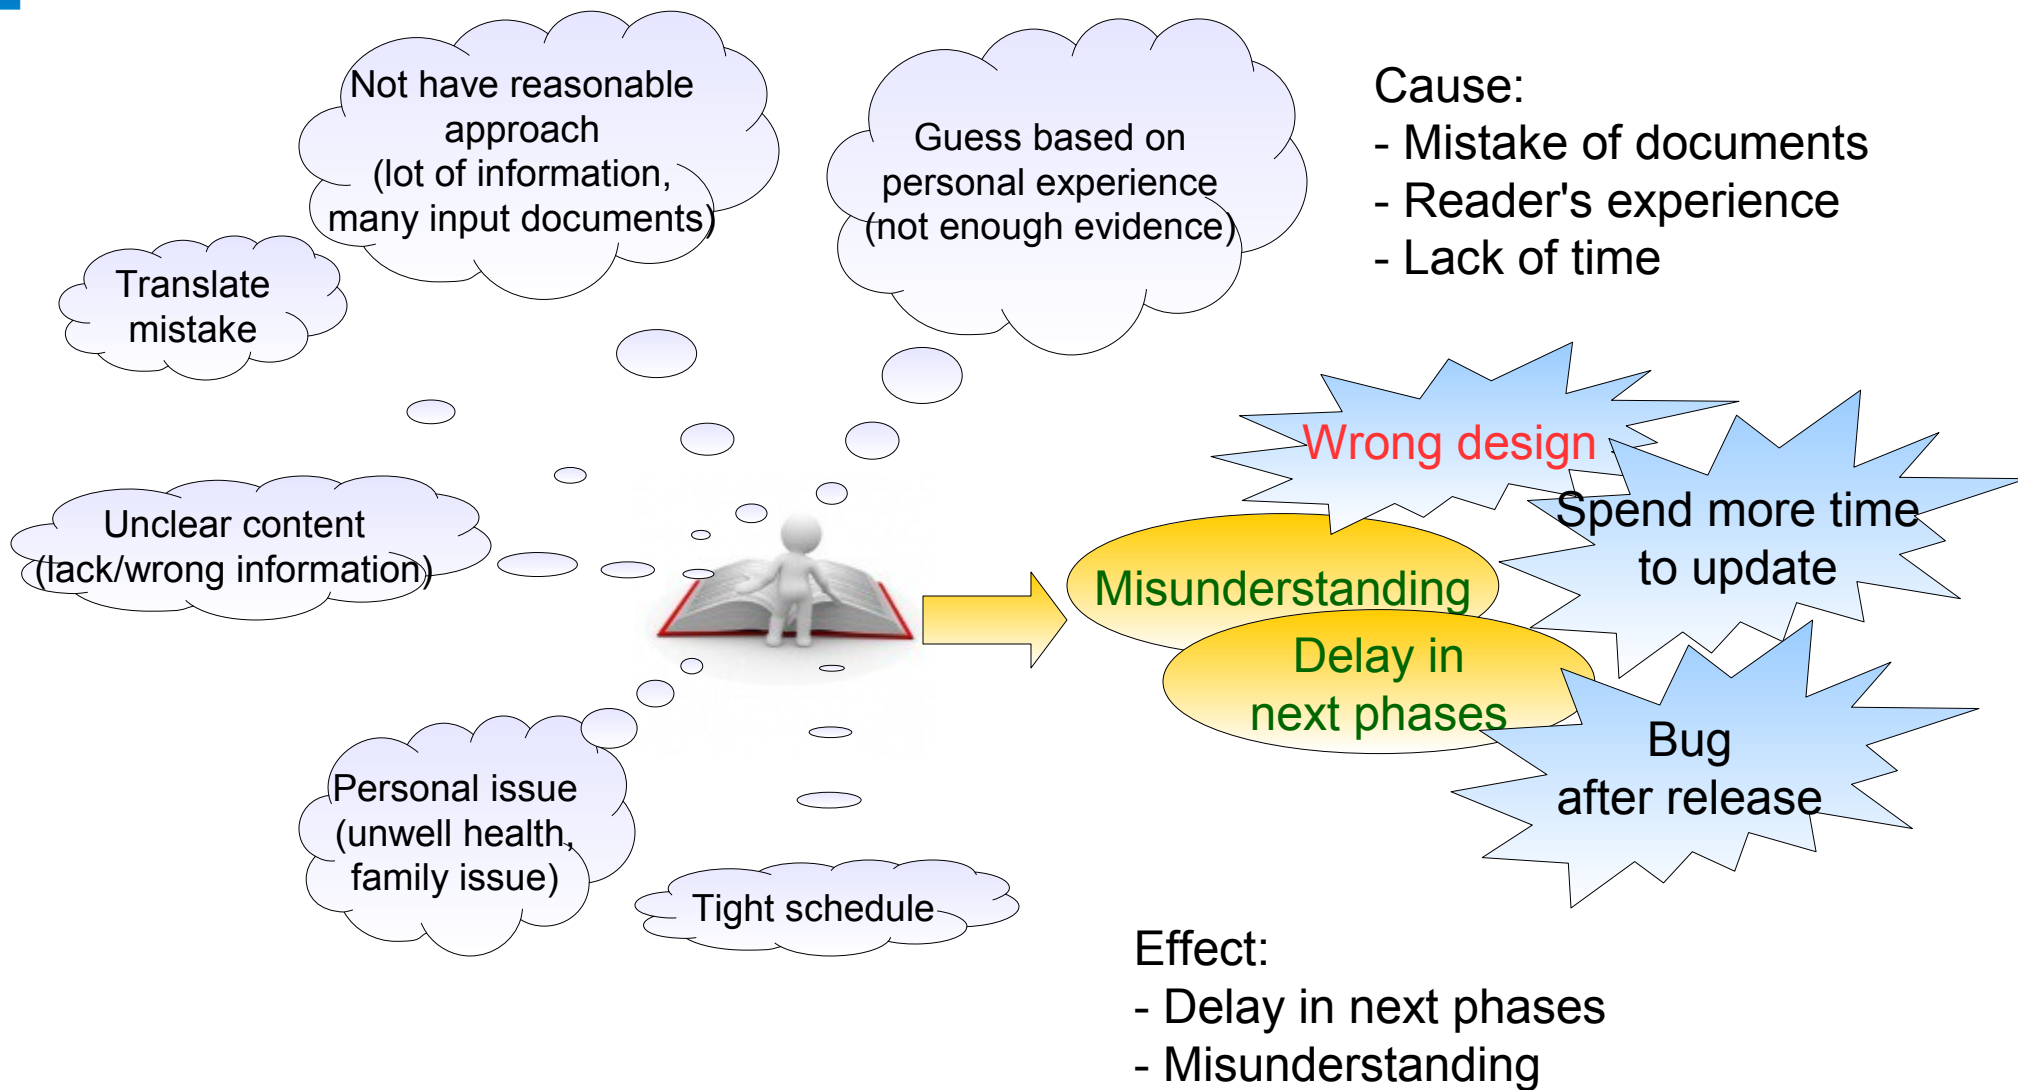 Not have reasonable
approach
(lot of information,
many input documents)
Guess based on
personal experience
(not enough evidence)
Cause:
- Mistake of documents
- Reader's experience
- Lack of time
Translate
mistake
Unclear content
(lack/wrong information)
Wrong design
Spend more time
to update
Misunderstanding
Delay in
next phases
Bug
after release
Personal issue
(unwell health,
family issue)
Tight schedule
Effect:
- Delay in next phases
- Misunderstanding